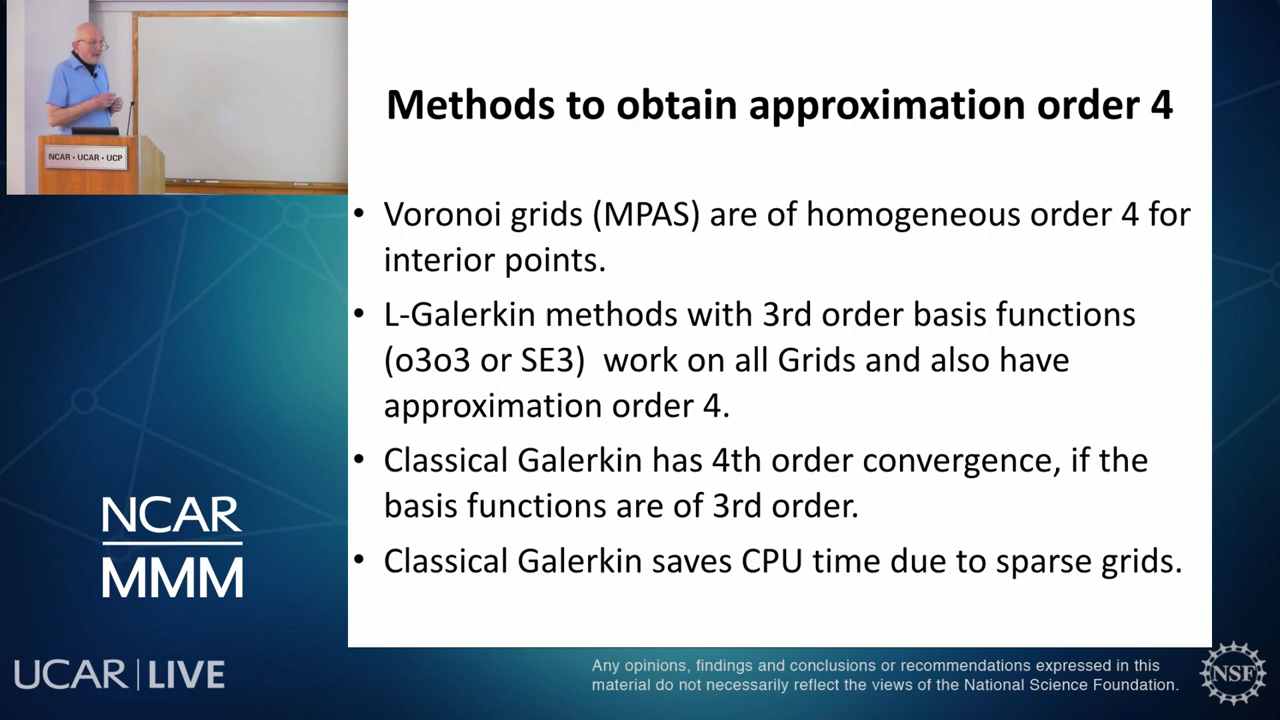 NCAR • UCAR • UCP
Methods to obtain approximation order 4
• Voronoi grids (MPAS) are of homogeneous order 4 for
interior points.
• L-Galerkin methods with 3rd order basis functions
(o3o3 or SE3)  work on all Grids and also have
approximation order 4.
• Classical Galerkin has 4th order convergence, if the
basis functions are of 3rd order.
• Classical Galerkin saves CPU time due to sparse grids.
NCAR
MMM
UCAR | LIVE
Any opinions, findings and conclusions or recommendations expressed in this
material do not necessarily reflect the views of the National Science Foundation.
NSF